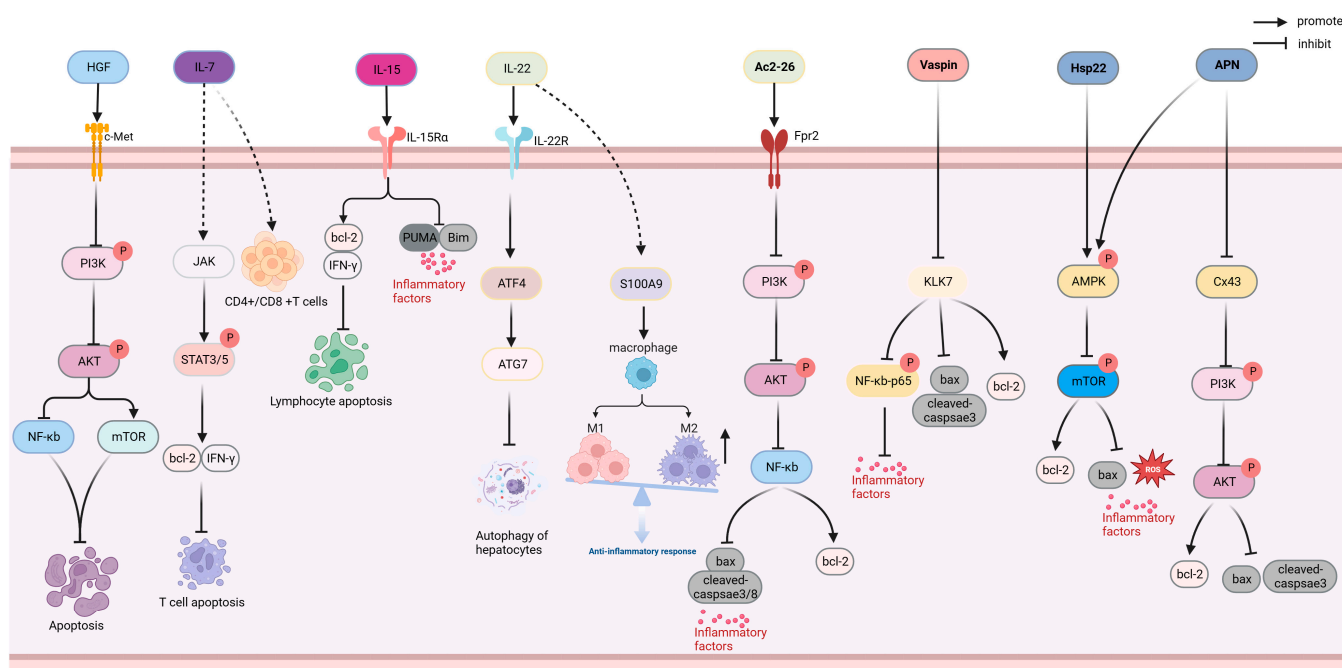 promote
inhibit
HGF
IL-7
IL-15
IL-22
Ac2-26
Vaspin
Hsp22
APN
c-Met
IL-15Rα
IL-22R
Fpr2
PI3K
P
JAK
CD4+/CD8 +T cells
bcl-2
IFN-γ
PUMA
Bim
Inflammatory
factors
ATF4
S100A9
PI3K
P
KLK7
AMPK
P
Cx43
AKT
P
STAT3/5
P
Lymphocyte apoptosis
ATG7
macrophage
M1
M2
AKT
P
NF-κb-p65
P
bax
cleaved-
caspsae3
bcl-2
mTOR
P
PI3K
P
NF-κb
mTOR
bcl-2
IFN-γ
NF-κb
Inflammatory
factors
bcl-2
bax
ROS
Inflammatory
factors
AKT
P
Autophagy of
hepatocytes
Anti-inflammatory response
bax
cleaved-
caspsae3/8
bcl-2
Inflammatory
factors
bcl-2
bax
cleaved-
caspsae3
Apoptosis
T cell apoptosis